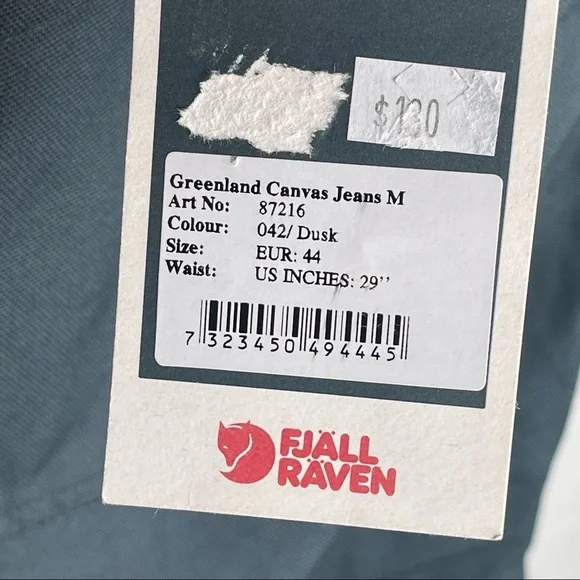 $130
Greenland Canvas Jeans M
Art No: 87216
Colour: 042/ Dusk
Size: EUR: 44
Waist: US INCHES: 29’’
7 323450 494445
FJÄLL
RÄVEN